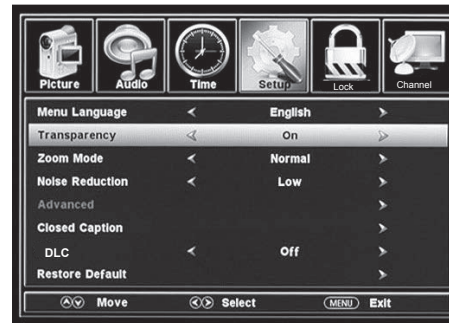 Picture Audio Time Setup Lock Channel
Menu Language English
Transparency On
Zoom Mode Normal
Noise Reduction Low
Advanced
Closed Caption
DLC Off
Restore Default
Move Select MENU Exit